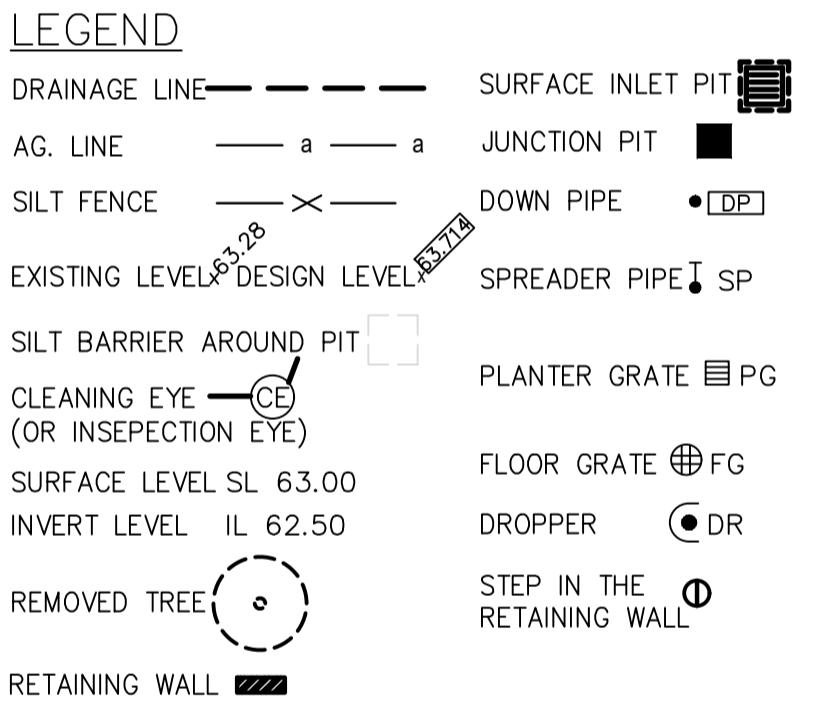 LEGEND
DRAINAGE LINE
AG. LINE a a
SILT FENCE
EXISTING LEVEL 63.28 DESIGN LEVEL 63.714
SILT BARRIER AROUND PIT
CLEANING EYE CE
(OR INSEPECTION EYE)
SURFACE LEVEL SL 63.00
INVERT LEVEL IL 62.50
REMOVED TREE
RETAINING WALL
SURFACE INLET PIT
JUNCTION PIT
DOWN PIPE DP
SPREADER PIPE SP
PLANTER GRATE PG
FLOOR GRATE FG
DROPPER DR
STEP IN THE
RETAINING WALL